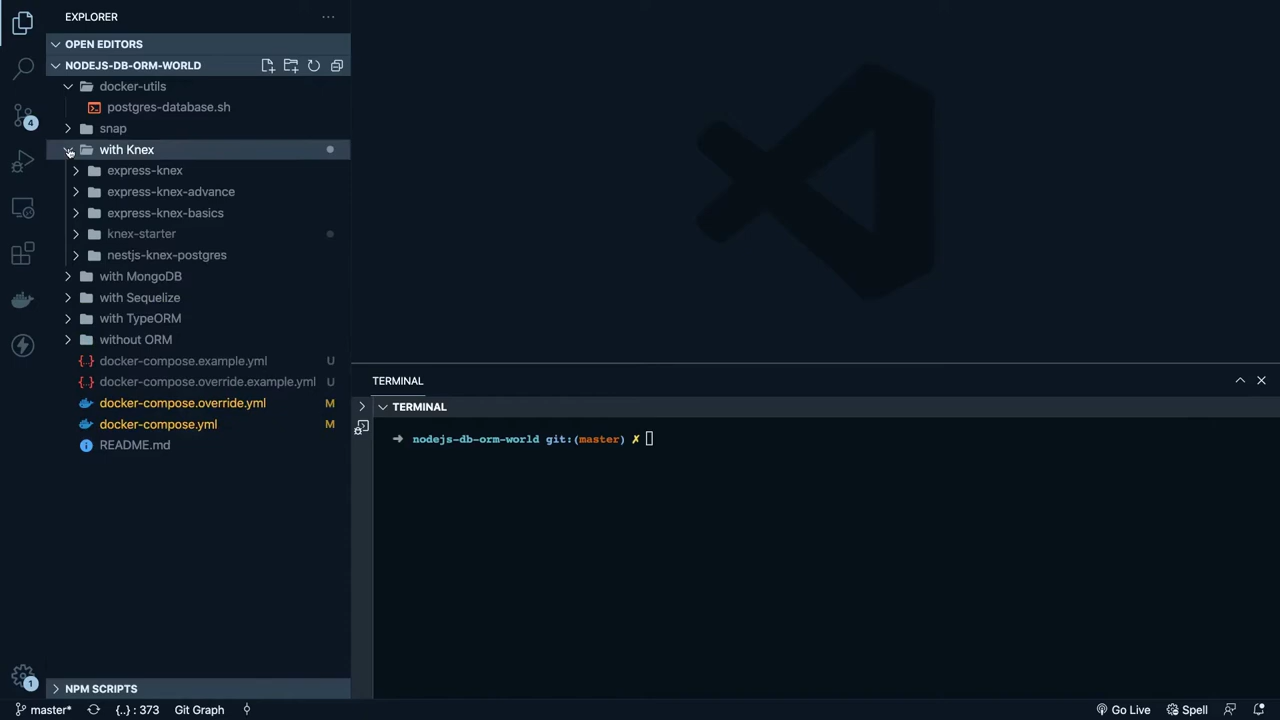 EXPLORER
OPEN EDITORS
NODEJS-DB-ORM-WORLD
docker-utils
postgres-database.sh
snap
with Knex
express-knex
express-knex-advance
express-knex-basics
knex-starter
nestjs-knex-postgres
with MongoDB
with Sequelize
with TypeORM
without ORM
docker-compose.example.yml U
docker-compose.override.example.yml U
docker-compose.override.yml M
docker-compose.yml M
README.md
NPM SCRIPTS
4
1
TERMINAL
TERMINAL
→ nodejs-db-orm-world git:(master) ✗
master* {..} : 373 Git Graph Go Live Spell